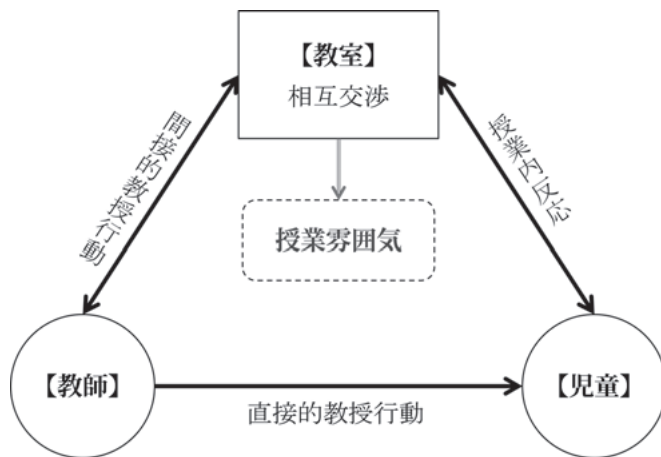 【教室】
相互交渉
間接的教授行動
授業内反応
授業雰囲気
【教師】
【児童】
直接的教授行動